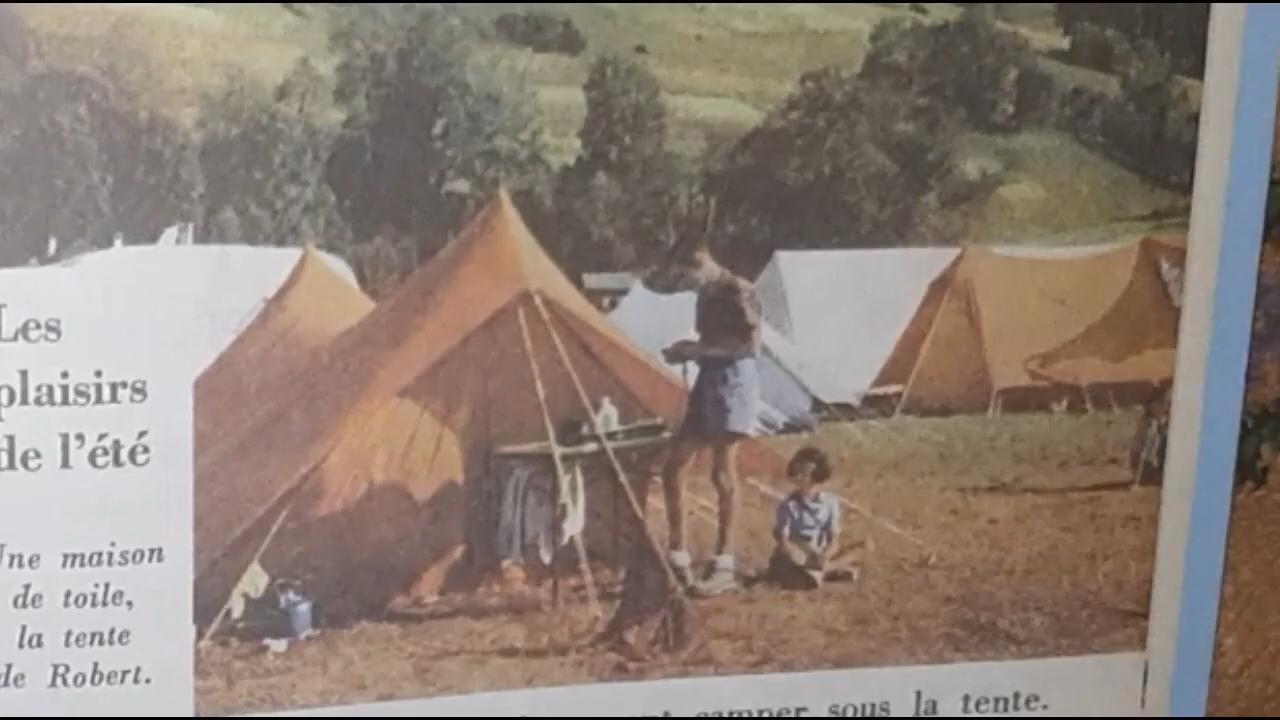 Les
plaisirs
de l'été
Une maison
de toile,
la tente
de Robert.
camper sous la tente.